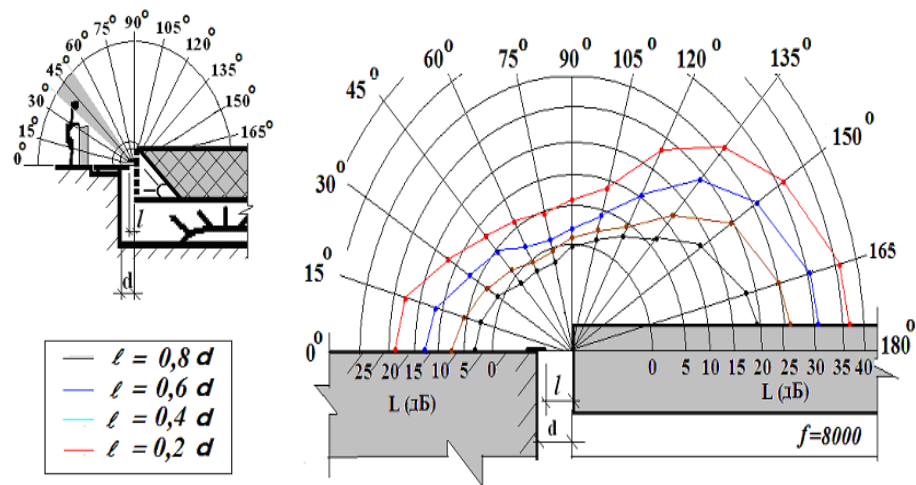 0° 15° 30° 45° 60° 75° 90° 105° 120° 135° 150° 165°
l
d
ℓ = 0,8 d
ℓ = 0,6 d
ℓ = 0,4 d
ℓ = 0,2 d
0° 15° 30° 45° 60° 75° 90° 105° 120° 135° 150° 165 180°
25 20 15 10 5 0
0 5 10 15 20 25 30 35 40
L (дБ)
L (дБ)
l
d
f=8000